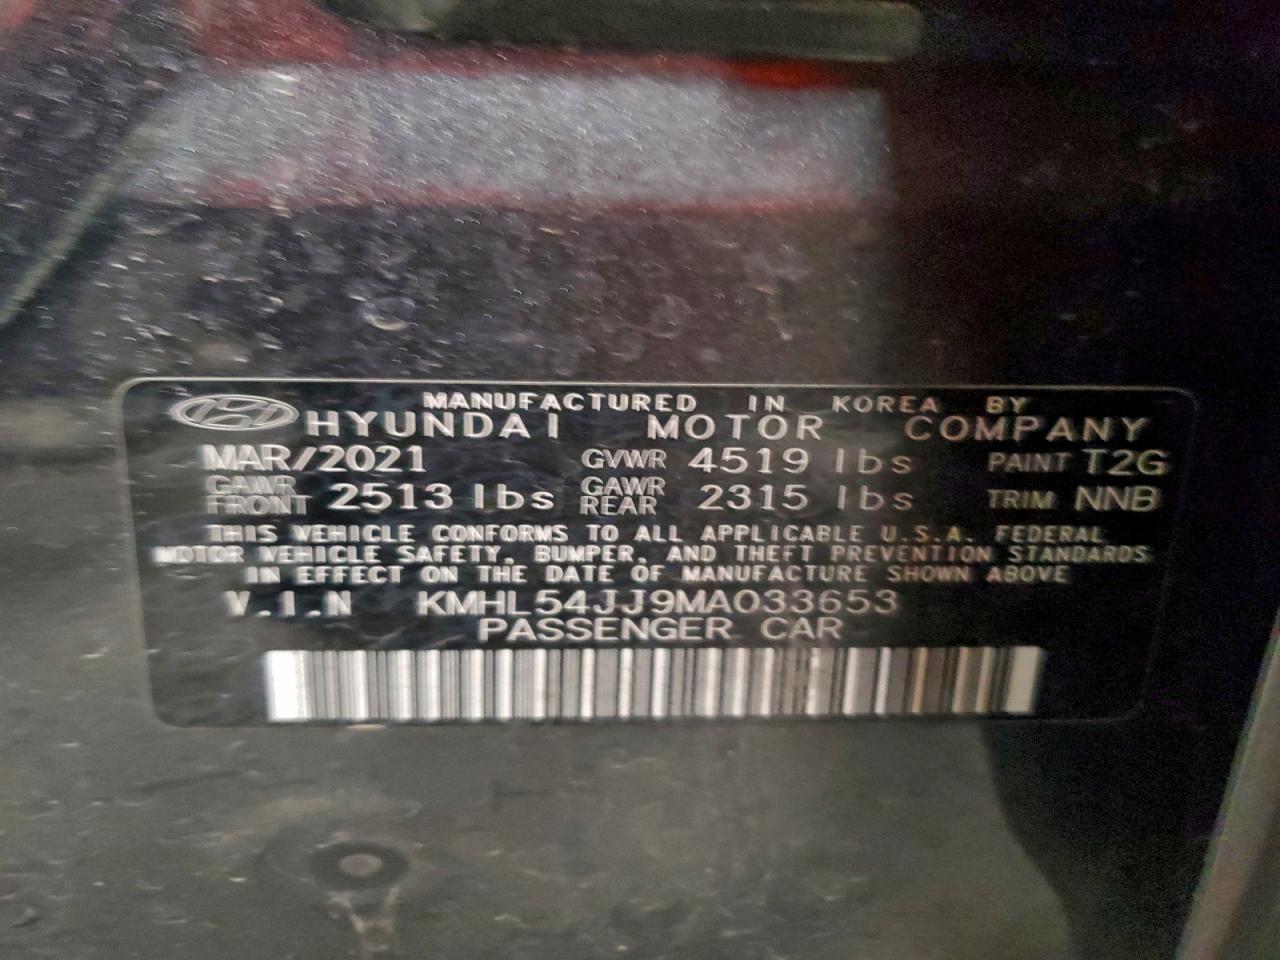 MANUFACTURED IN KOREA BY
HYUNDAI MOTOR COMPANY
MAR/2021 GVWR 4519 lbs PAINT T2G
GAWR FRONT 2513 lbs GAWR REAR 2315 lbs TRIM NNB
THIS VEHICLE CONFORMS TO ALL APPLICABLE U.S.A. FEDERAL
MOTOR VEHICLE SAFETY, BUMPER, AND THEFT PREVENTION STANDARDS
IN EFFECT ON THE DATE OF MANUFACTURE SHOWN ABOVE
V.I.N KMHL54JJ9MA033653
PASSENGER CAR